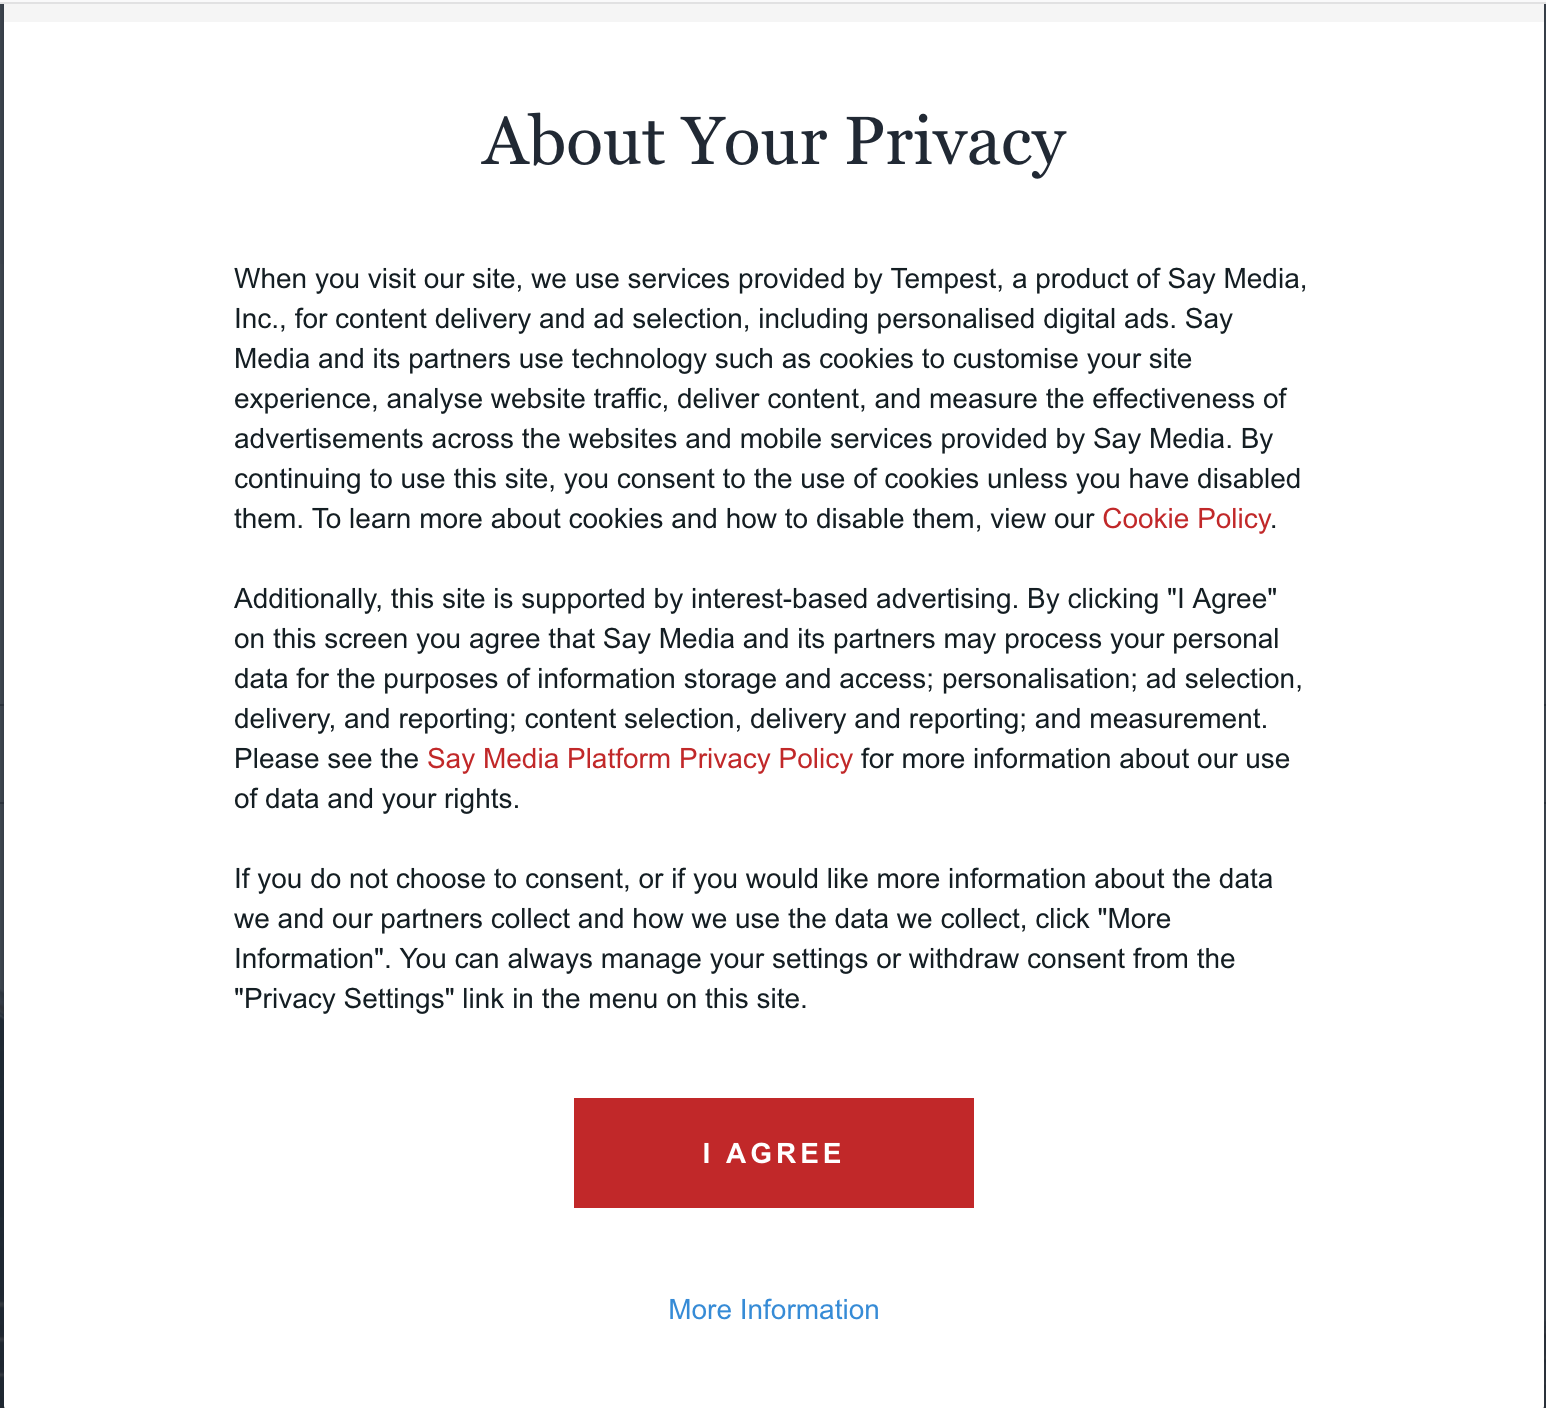 About Your Privacy
When you visit our site, we use services provided by Tempest, a product of Say Media,
Inc., for content delivery and ad selection, including personalised digital ads. Say
Media and its partners use technology such as cookies to customise your site
experience, analyse website traffic, deliver content, and measure the effectiveness of
advertisements across the websites and mobile services provided by Say Media. By
continuing to use this site, you consent to the use of cookies unless you have disabled
them. To learn more about cookies and how to disable them, view our Cookie Policy.
Additionally, this site is supported by interest-based advertising. By clicking "I Agree"
on this screen you agree that Say Media and its partners may process your personal
data for the purposes of information storage and access; personalisation; ad selection,
delivery, and reporting; content selection, delivery and reporting; and measurement.
Please see the Say Media Platform Privacy Policy for more information about our use
of data and your rights.
If you do not choose to consent, or if you would like more information about the data
we and our partners collect and how we use the data we collect, click "More
Information". You can always manage your settings or withdraw consent from the
"Privacy Settings" link in the menu on this site.
I AGREE
More Information